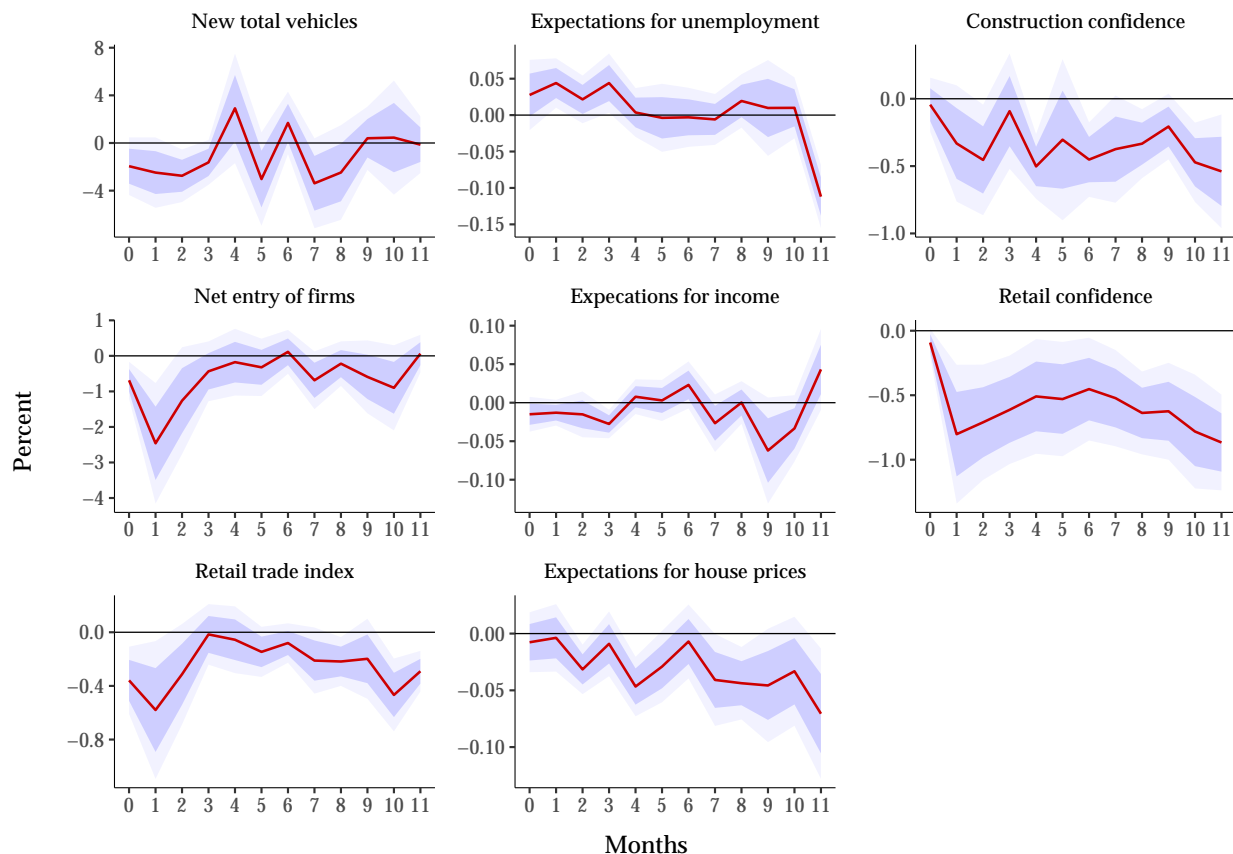 New total vehicles
8
4
0
−4
0 1 2 3 4 5 6 7 8 9 10 11
Expectations for unemployment
0.05
0.00
−0.05
−0.10
−0.15
0 1 2 3 4 5 6 7 8 9 10 11
Construction confidence
0.0
−0.5
−1.0
0 1 2 3 4 5 6 7 8 9 10 11
Net entry of firms
1
0
−1
−2
−3
−4
0 1 2 3 4 5 6 7 8 9 10 11
Expecations for income
0.10
0.05
0.00
−0.05
−0.10
0 1 2 3 4 5 6 7 8 9 10 11
Retail confidence
0.0
−0.5
−1.0
0 1 2 3 4 5 6 7 8 9 10 11
Retail trade index
0.0
−0.4
−0.8
0 1 2 3 4 5 6 7 8 9 10 11
Expectations for house prices
0.00
−0.05
−0.10
0 1 2 3 4 5 6 7 8 9 10 11
Percent
Months